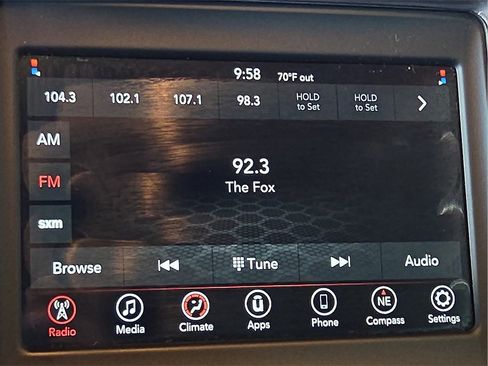 9:58 70°F out
104.3 102.1 107.1 98.3 HOLD to Set HOLD to Set
AM
FM
sxm
92.3
The Fox
Browse Tune Audio
NE
Radio Media Climate Apps Phone Compass Settings